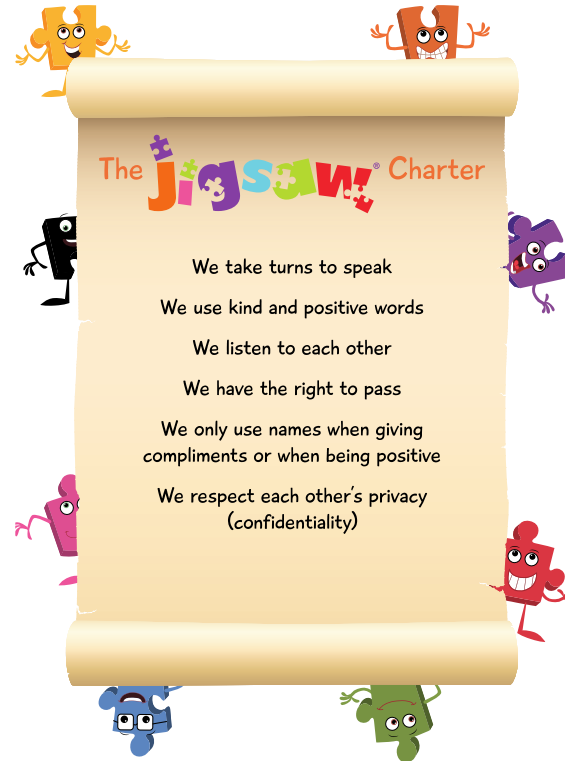 The Jigsaw!® Charter
We take turns to speak
We use kind and positive words
We listen to each other
We have the right to pass
We only use names when giving
compliments or when being positive
We respect each other's privacy
(confidentiality)